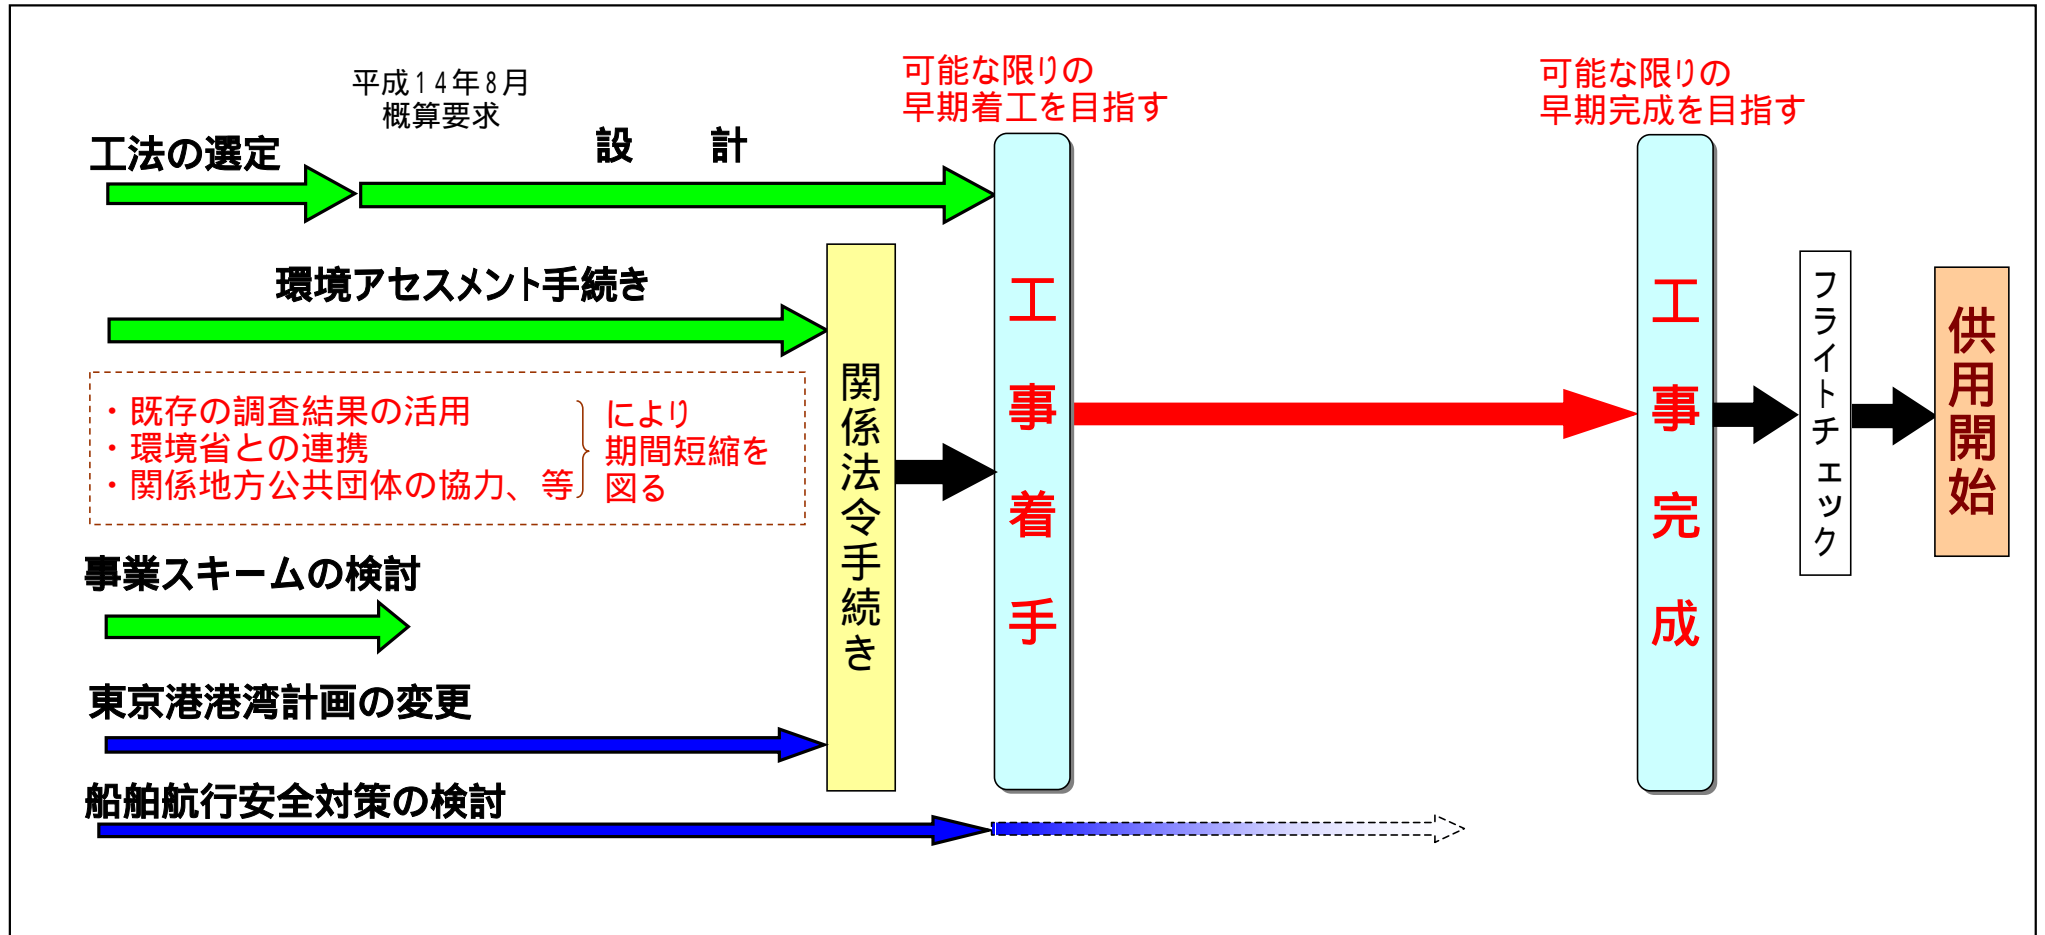 平成１４年８月
概算要求
可能な限りの
早期着工を目指す
可能な限りの
早期完成を目指す
工法の選定
設　　計
環境アセスメント手続き
・既存の調査結果の活用
・環境省との連携
・関係地方公共団体の協力、等
により
期間短縮を
図る
事業スキームの検討
東京港港湾計画の変更
船舶航行安全対策の検討
関係法令手続き
工事着手
工事完成
フライトチェック
供用開始